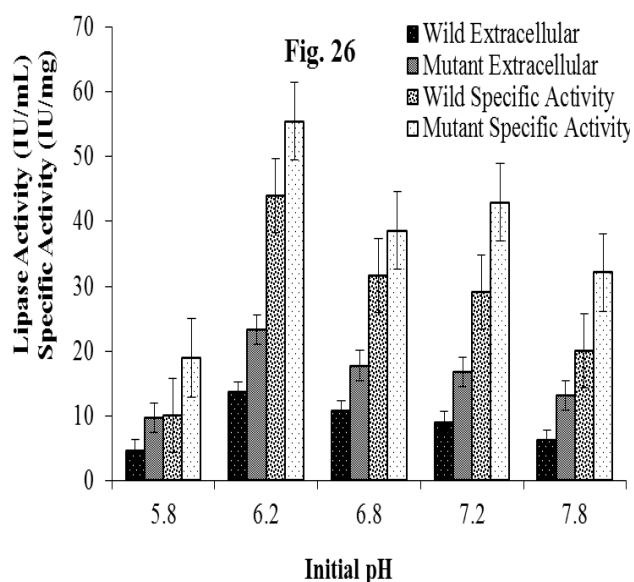 Fig. 26
Wild Extracellular
Mutant Extracellular
Wild Specific Activity
Mutant Specific Activity
Lipase Activity (IU/mL)
Specific Activity (IU/mg)
70
60
50
40
30
20
10
0
5.8 6.2 6.8 7.2 7.8
Initial pH